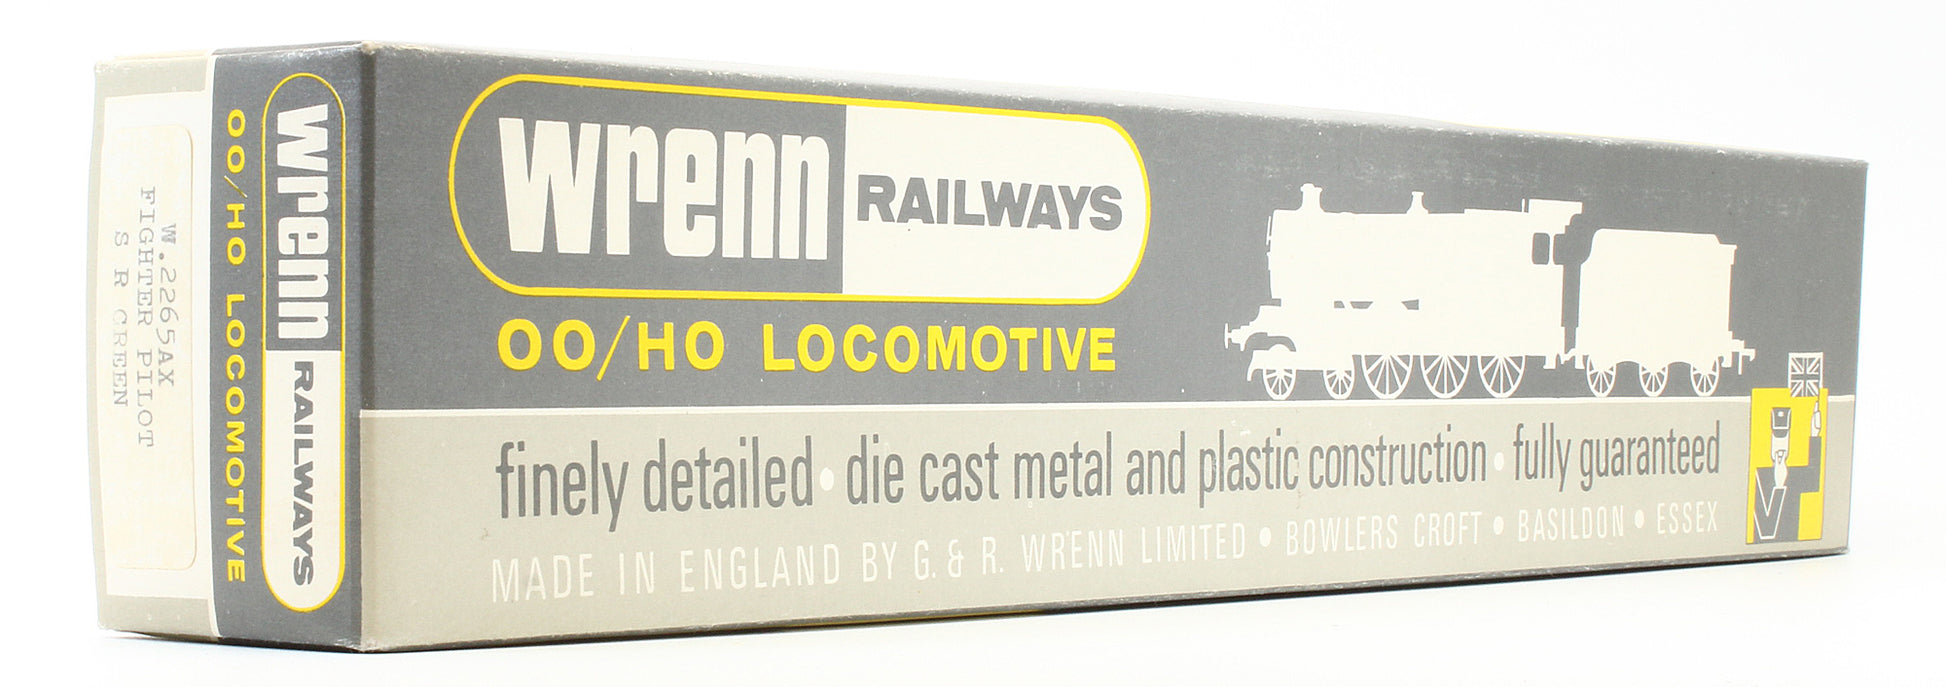 W.2265AX
FIGHTER PILOT
S R GREEN
OO/HO LOCOMOTIVE
wrenn RAILWAYS
wrenn RAILWAYS
OO/HO LOCOMOTIVE
finely detailed • die cast metal and plastic construction • fully guaranteed
MADE IN ENGLAND BY G. & R. WRENN LIMITED • BOWLERS CROFT • BASILDON • ESSEX